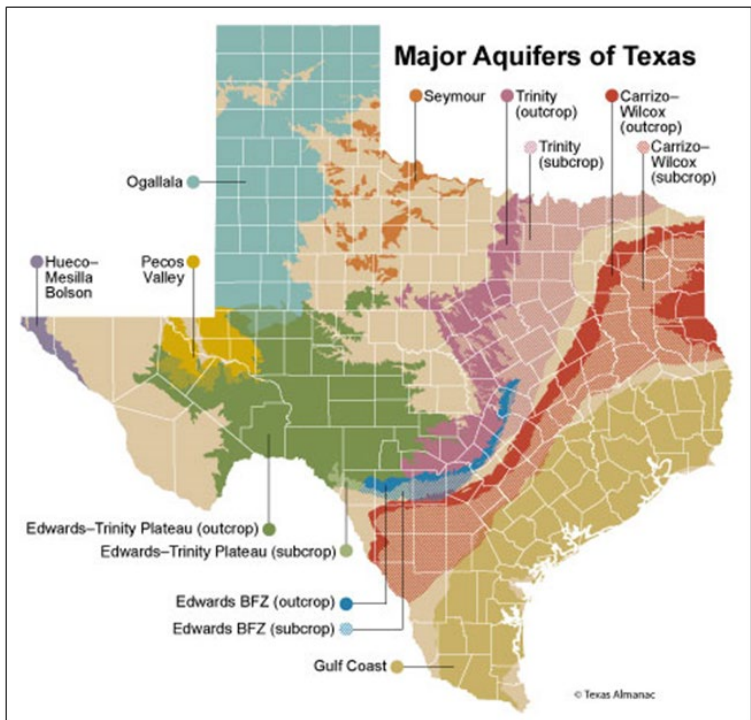 Major Aquifers of Texas
Seymour
Trinity
(outcrop)
Carrizo–
Wilcox
(outcrop)
Trinity
(subcrop)
Carrizo–
Wilcox
(subcrop)
Ogallala
Hueco–
Mesilla
Bolson
Pecos
Valley
Edwards–Trinity Plateau (outcrop)
Edwards–Trinity Plateau (subcrop)
Edwards BFZ (outcrop)
Edwards BFZ (subcrop)
Gulf Coast
© Texas Almanac